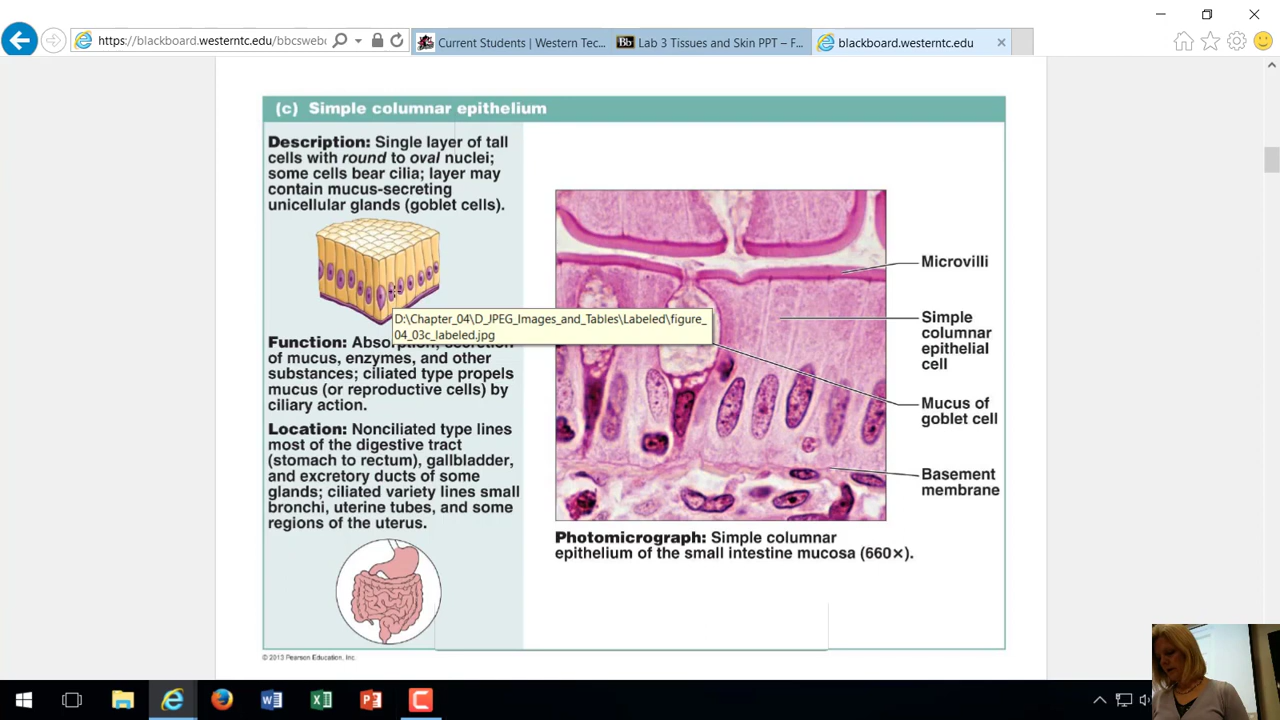 https://blackboard.westerntc.edu/bbcswebc
Current Students | Western Tec...
Bb Lab 3 Tissues and Skin PPT – F...
blackboard.westerntc.edu
(c) Simple columnar epithelium
Description: Single layer of tall
cells with round to oval nuclei;
some cells bear cilia; layer may
contain mucus-secreting
unicellular glands (goblet cells).
D:\Chapter_04\D_JPEG_Images_and_Tables\Labeled\figure_
04_03c_labeled.jpg
Function: Absorption, secretion
of mucus, enzymes, and other
substances; ciliated type propels
mucus (or reproductive cells) by
ciliary action.
Location: Nonciliated type lines
most of the digestive tract
(stomach to rectum), gallbladder,
and excretory ducts of some
glands; ciliated variety lines small
bronchi, uterine tubes, and some
regions of the uterus.
Microvilli
Simple
columnar
epithelial
cell
Mucus of
goblet cell
Basement
membrane
Photomicrograph: Simple columnar
epithelium of the small intestine mucosa (660×).
© 2013 Pearson Education, Inc.